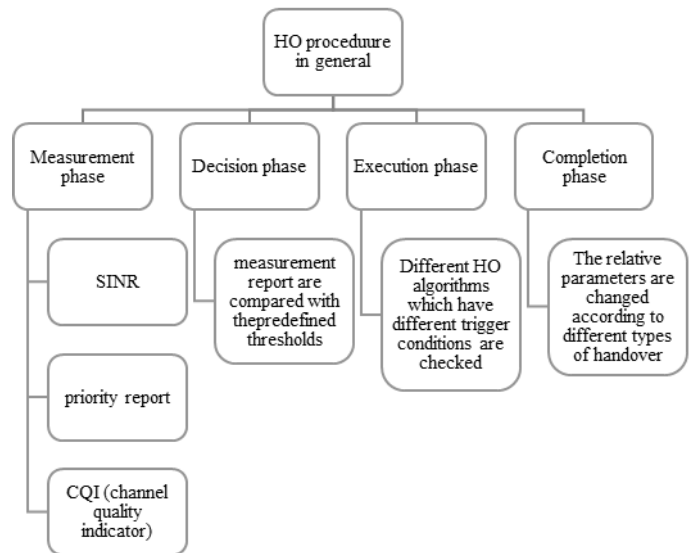 HO proceduure
in general
Measurement
phase
Decision phase
Execution phase
Completion
phase
SINR
priority report
CQI (channel
quality
indicator)
measurement
report are
compared with
thepredefined
thresholds
Different HO
algorithms
which have
different trigger
conditions are
checked
The relative
parameters are
changed
according to
different types
of handover